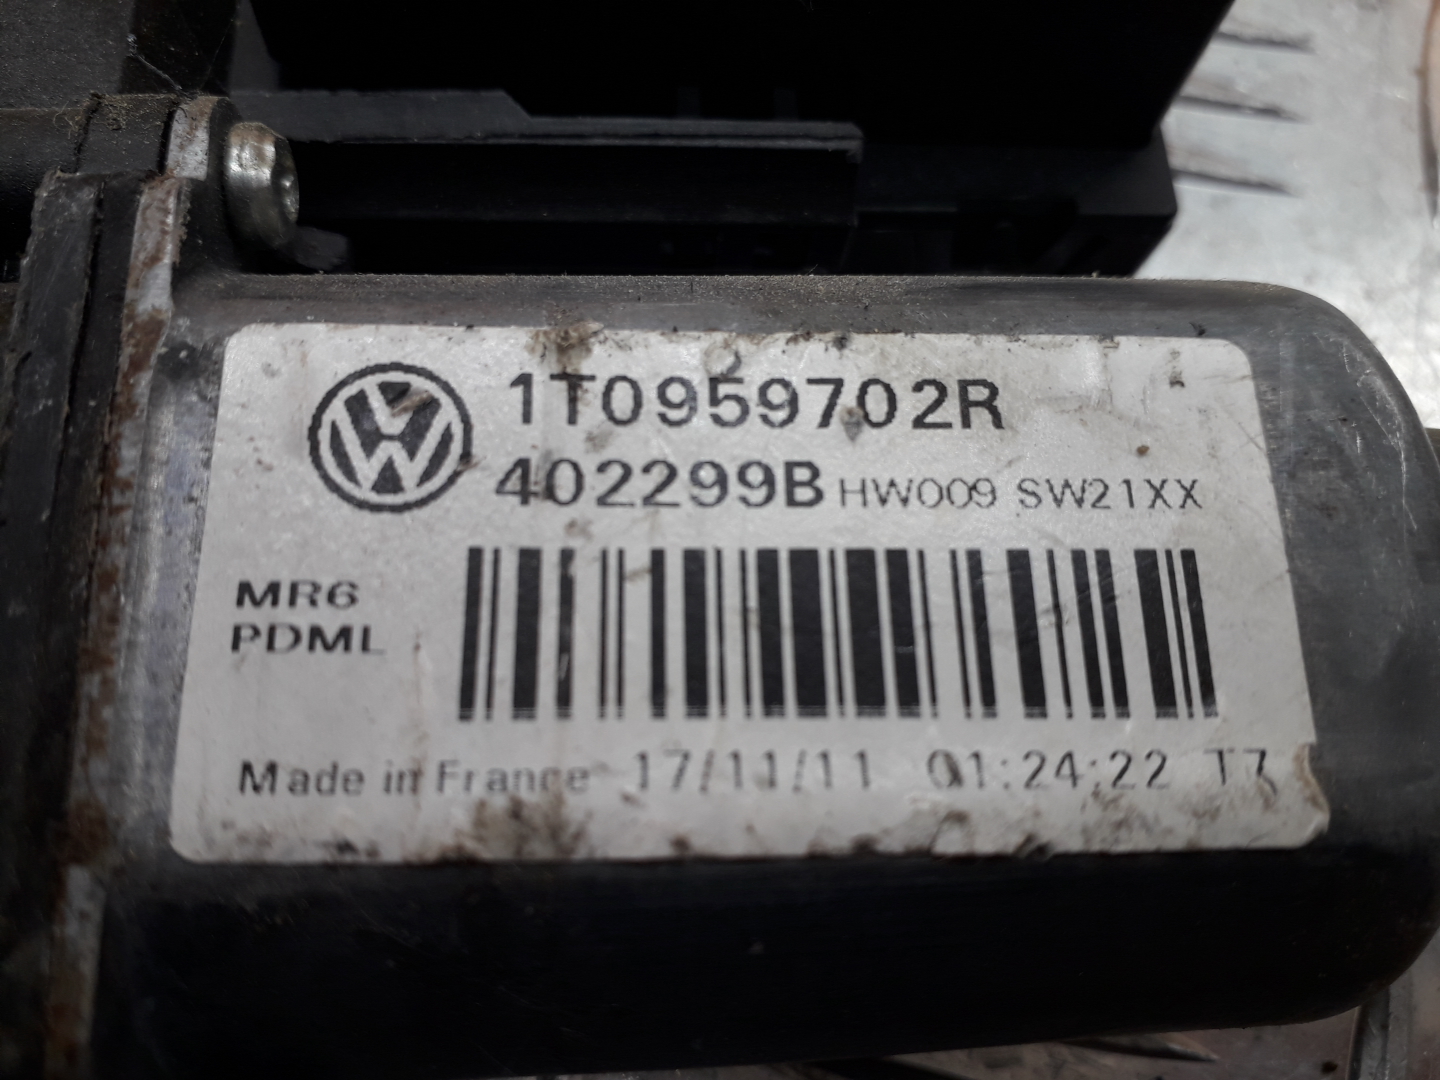 1T0959702R
402299B HW009 SW21XX
MR6
PDML
Made in France 17/11/11 01:24:22 T7